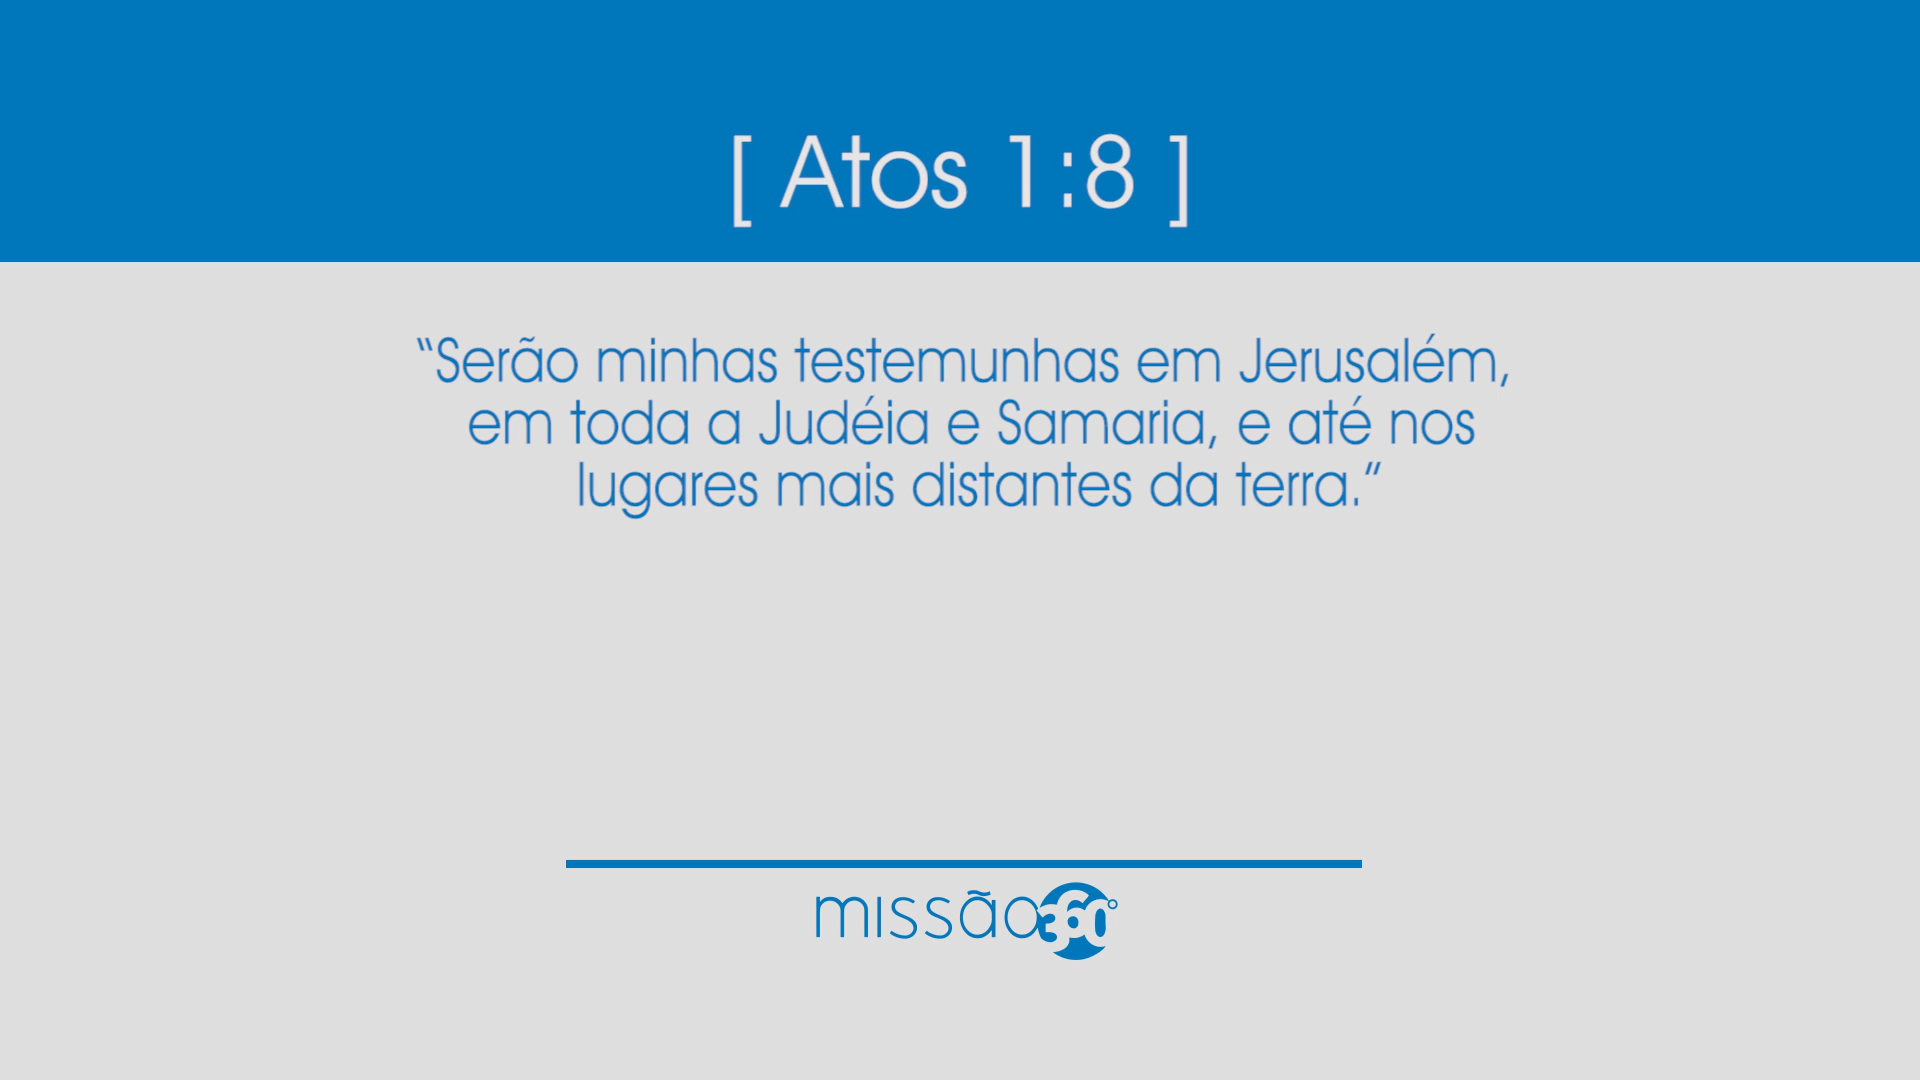 [ Atos 1:8 ]
“Serão minhas testemunhas em Jerusalém,
em toda a Judéia e Samaria, e até nos
lugares mais distantes da terra.“
missão360°